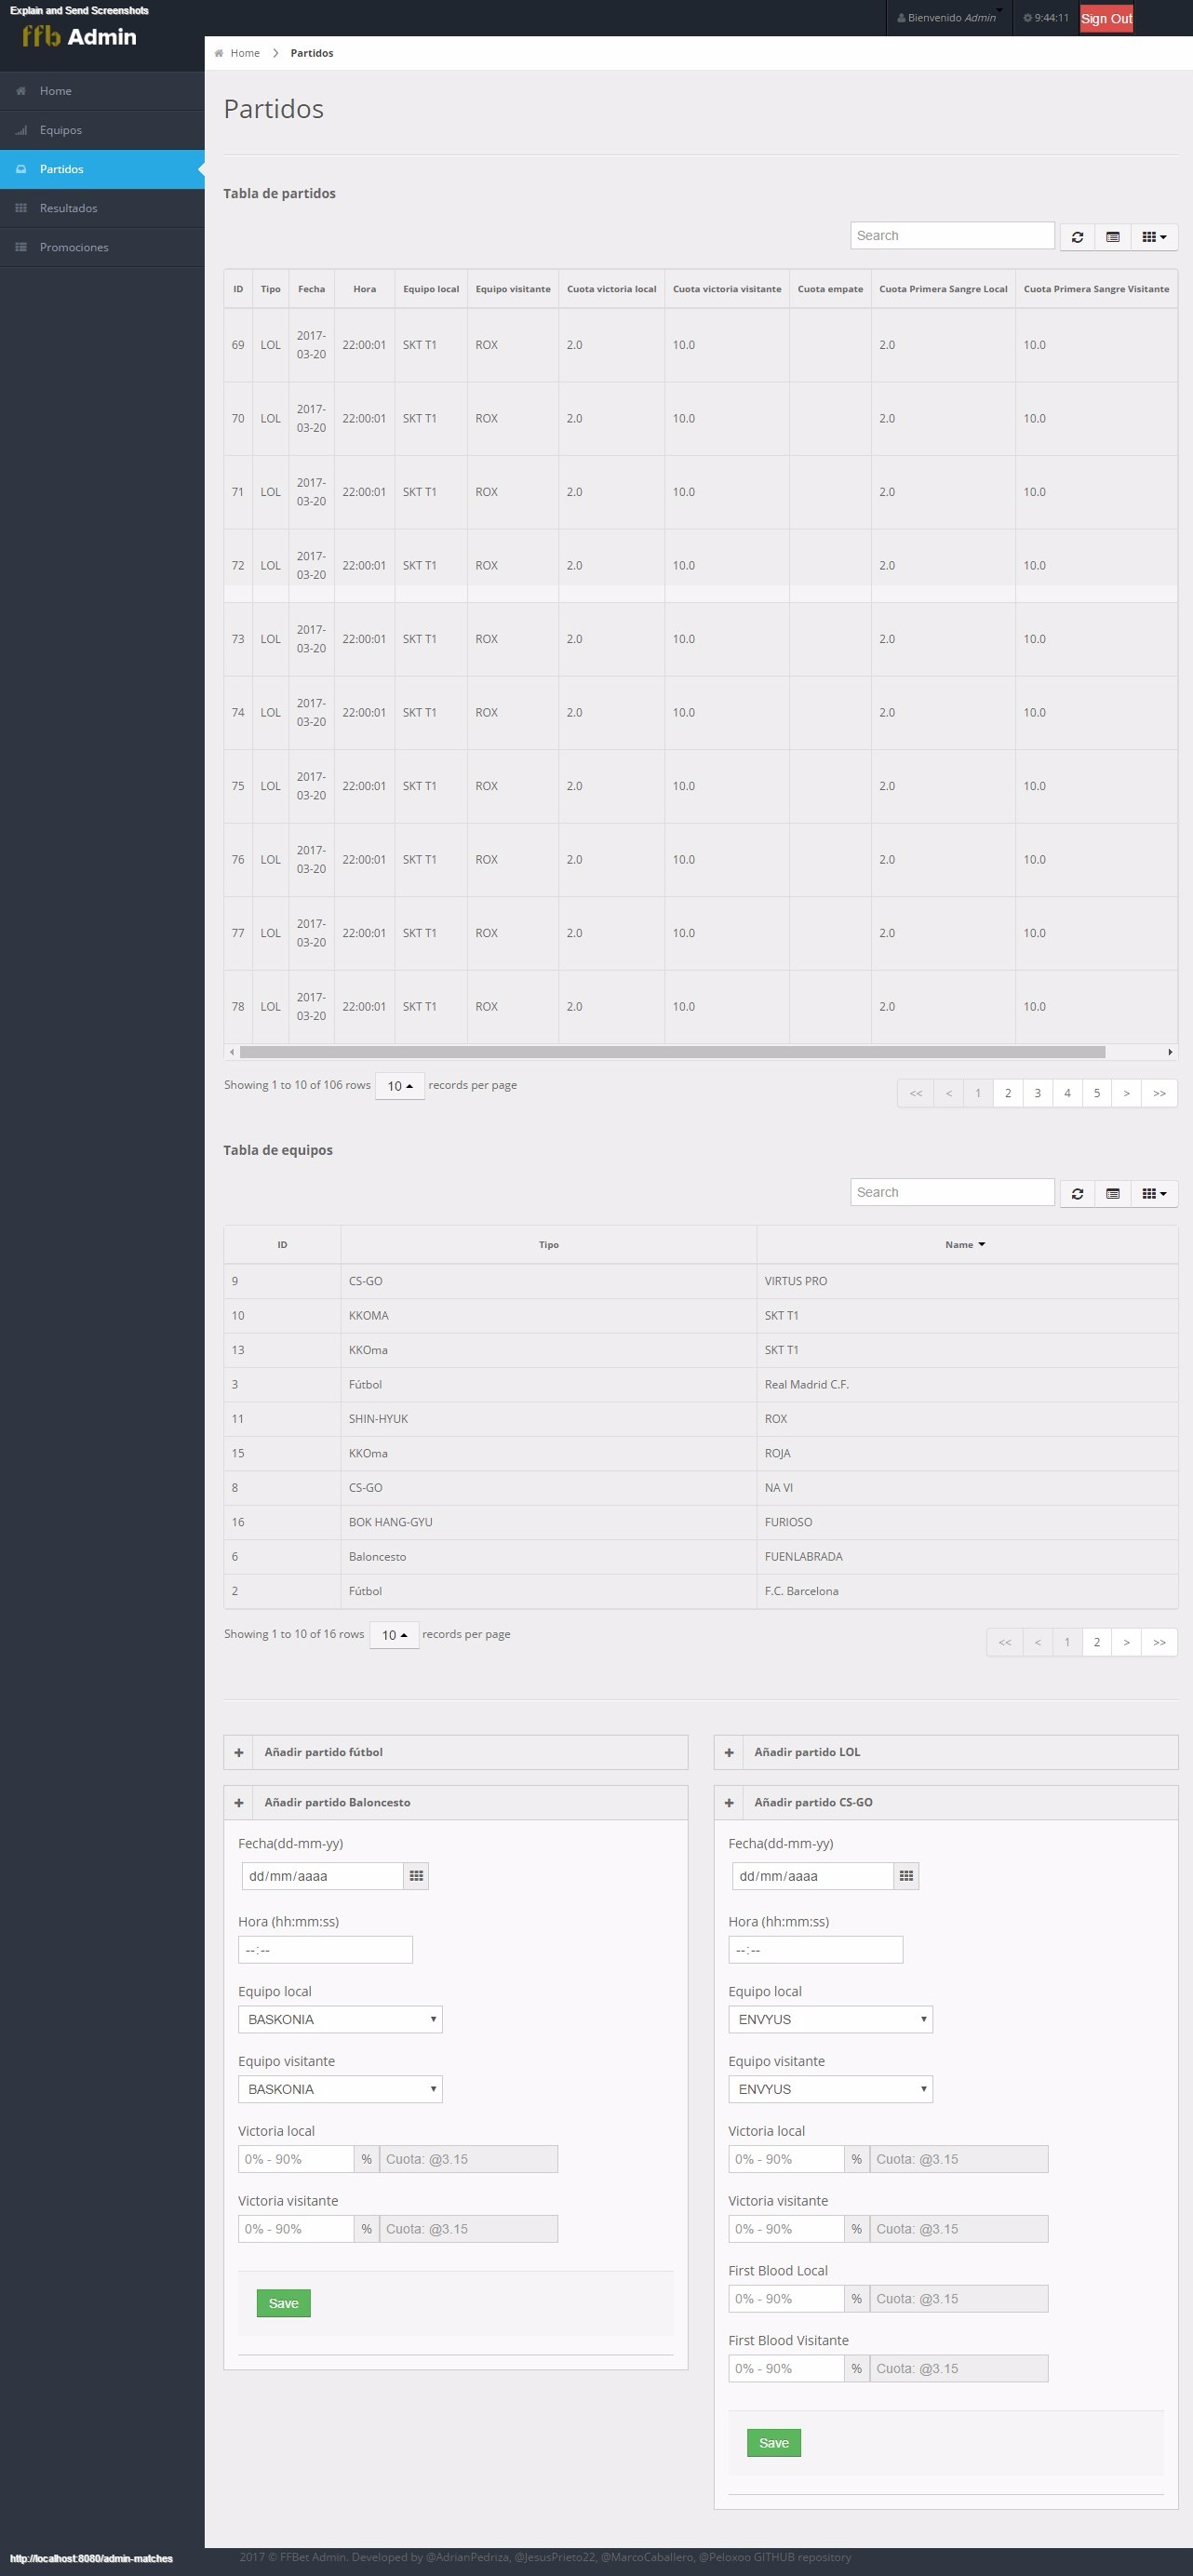 Explain and Send Screenshots
ffb Admin
Bienvenido Admin
9:44:11
Sign Out
Home
Partidos
Home
Equipos
Partidos
Resultados
Promociones
Partidos
Tabla de partidos
Search
ID Tipo Fecha Hora Equipo local Equipo visitante Cuota victoria local Cuota victoria visitante Cuota empate Cuota Primera Sangre Local Cuota Primera Sangre Visitante
69 LOL 2017-03-20 22:00:01 SKT T1 ROX 2.0 10.0 2.0 10.0
70 LOL 2017-03-20 22:00:01 SKT T1 ROX 2.0 10.0 2.0 10.0
71 LOL 2017-03-20 22:00:01 SKT T1 ROX 2.0 10.0 2.0 10.0
72 LOL 2017-03-20 22:00:01 SKT T1 ROX 2.0 10.0 2.0 10.0
73 LOL 2017-03-20 22:00:01 SKT T1 ROX 2.0 10.0 2.0 10.0
74 LOL 2017-03-20 22:00:01 SKT T1 ROX 2.0 10.0 2.0 10.0
75 LOL 2017-03-20 22:00:01 SKT T1 ROX 2.0 10.0 2.0 10.0
76 LOL 2017-03-20 22:00:01 SKT T1 ROX 2.0 10.0 2.0 10.0
77 LOL 2017-03-20 22:00:01 SKT T1 ROX 2.0 10.0 2.0 10.0
78 LOL 2017-03-20 22:00:01 SKT T1 ROX 2.0 10.0 2.0 10.0
Showing 1 to 10 of 106 rows 10 records per page
<< < 1 2 3 4 5 > >>
Tabla de equipos
Search
ID Tipo Name
9 CS-GO VIRTUS PRO
10 KKOMA SKT T1
13 KKOma SKT T1
3 Fútbol Real Madrid C.F.
11 SHIN-HYUK ROX
15 KKOma ROJA
8 CS-GO NA VI
16 BOK HANG-GYU FURIOSO
6 Baloncesto FUENLABRADA
2 Fútbol F.C. Barcelona
Showing 1 to 10 of 16 rows 10 records per page
<< < 1 2 > >>
Añadir partido fútbol
Añadir partido LOL
Añadir partido Baloncesto
Fecha(dd-mm-yy)
dd/mm/aaaa
Hora (hh:mm:ss)
--:--
Equipo local
BASKONIA
Equipo visitante
BASKONIA
Victoria local
0% - 90% % Cuota: @3.15
Victoria visitante
0% - 90% % Cuota: @3.15
Save
Añadir partido CS-GO
Fecha(dd-mm-yy)
dd/mm/aaaa
Hora (hh:mm:ss)
--:--
Equipo local
ENVYUS
Equipo visitante
ENVYUS
Victoria local
0% - 90% % Cuota: @3.15
Victoria visitante
0% - 90% % Cuota: @3.15
First Blood Local
0% - 90% % Cuota: @3.15
First Blood Visitante
0% - 90% % Cuota: @3.15
Save
http://localhost:8080/admin-matches
2017 © FFBet Admin. Developed by @AdrianPedriza, @JesusPrieto22, @MarcoCaballero, @Peloxoo GITHUB repository